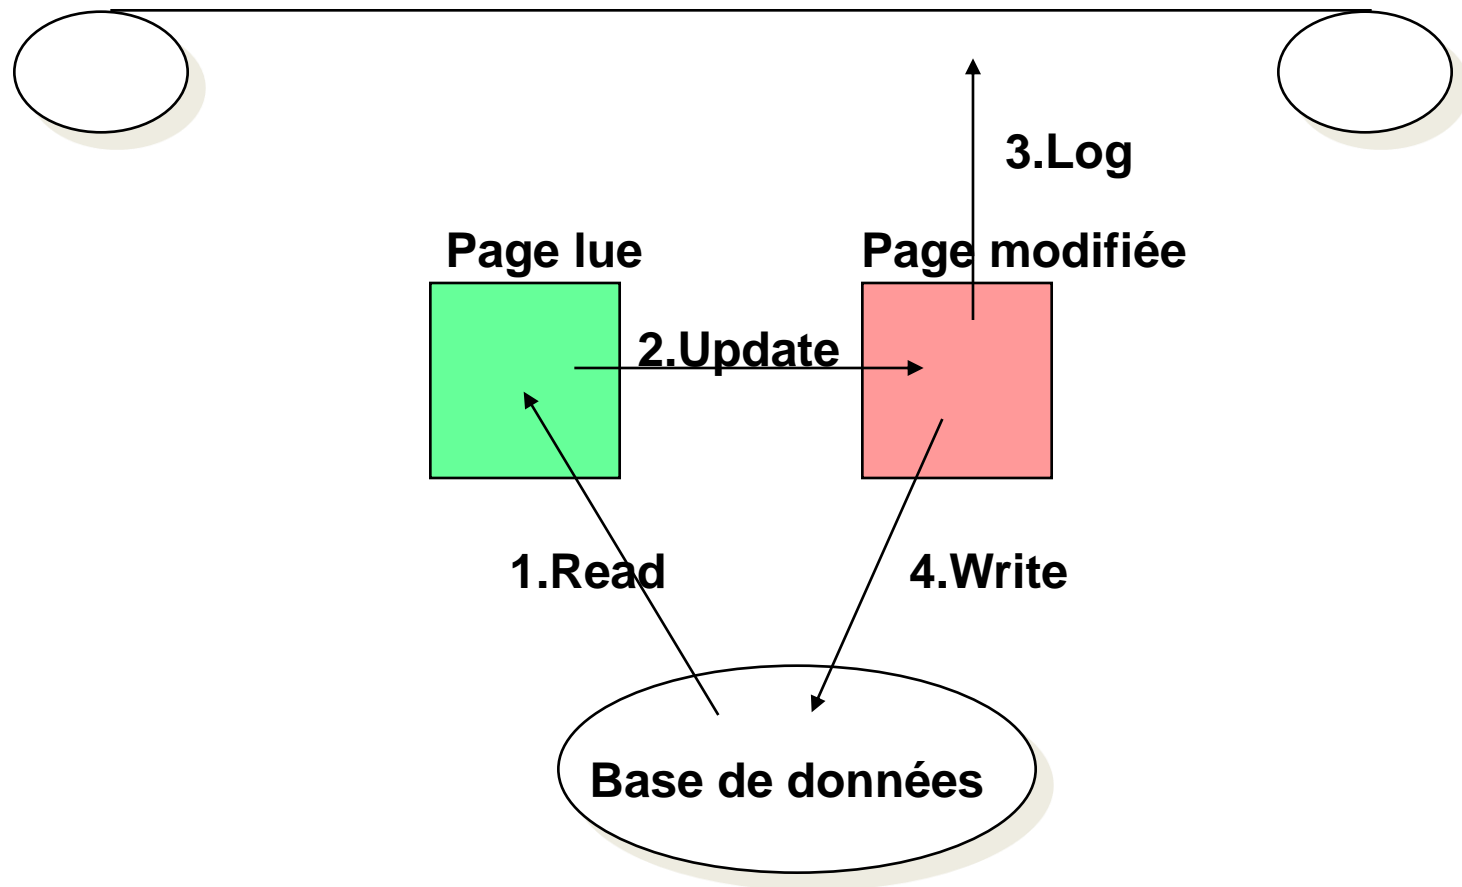 3.Log
Page lue
Page modifiée
2.Update
1.Read
4.Write
Base de données